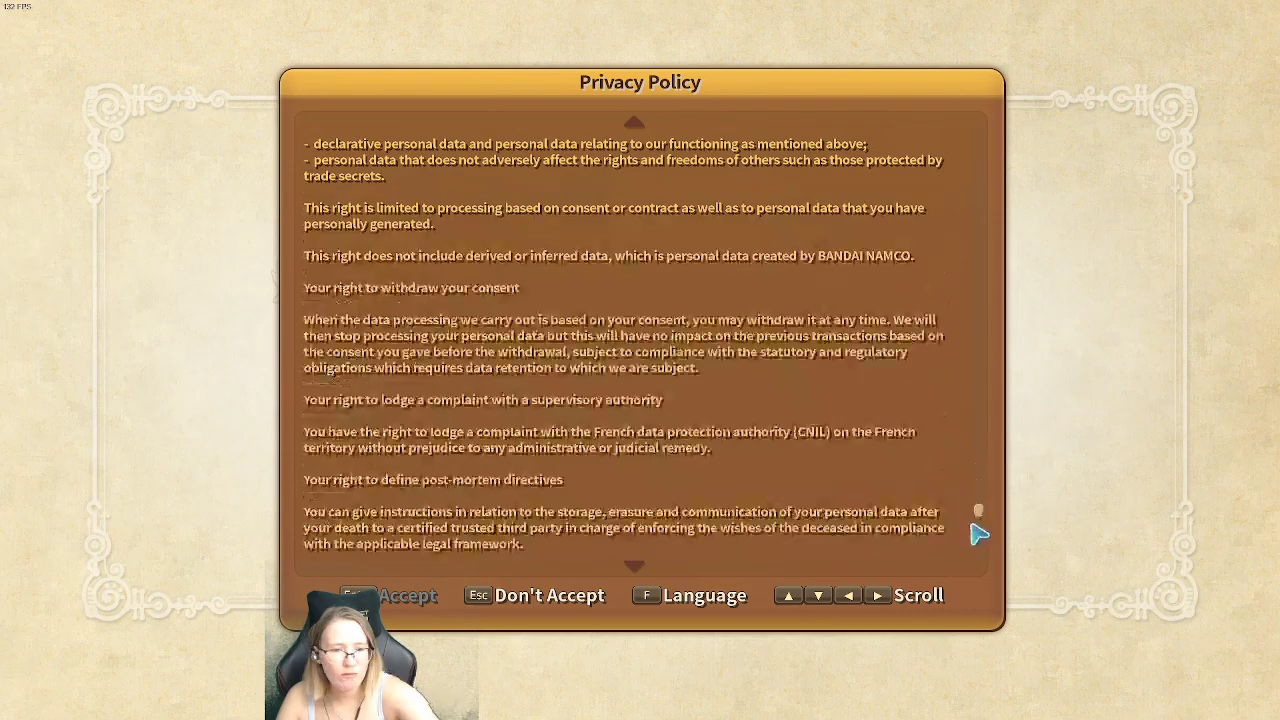 132 FPS
Privacy Policy
- declarative personal data and personal data relating to our functioning as mentioned above;
- personal data that does not adversely affect the rights and freedoms of others such as those protected by
trade secrets.
This right is limited to processing based on consent or contract as well as to personal data that you have
personally generated.
This right does not include derived or inferred data, which is personal data created by BANDAI NAMCO.
Your right to withdraw your consent
When the data processing we carry out is based on your consent, you may withdraw it at any time. We will
then stop processing your personal data but this will have no impact on the previous transactions based on
the consent you gave before the withdrawal, subject to compliance with the statutory and regulatory
obligations which requires data retention to which we are subject.
Your right to lodge a complaint with a supervisory authority
You have the right to lodge a complaint with the French data protection authority (CNIL) on the French
territory without prejudice to any administrative or judicial remedy.
Your right to define post-mortem directives
You can give instructions in relation to the storage, erasure and communication of your personal data after
your death to a certified trusted third party in charge of enforcing the wishes of the deceased in compliance
with the applicable legal framework.
Accept Esc Don't Accept F Language Scroll